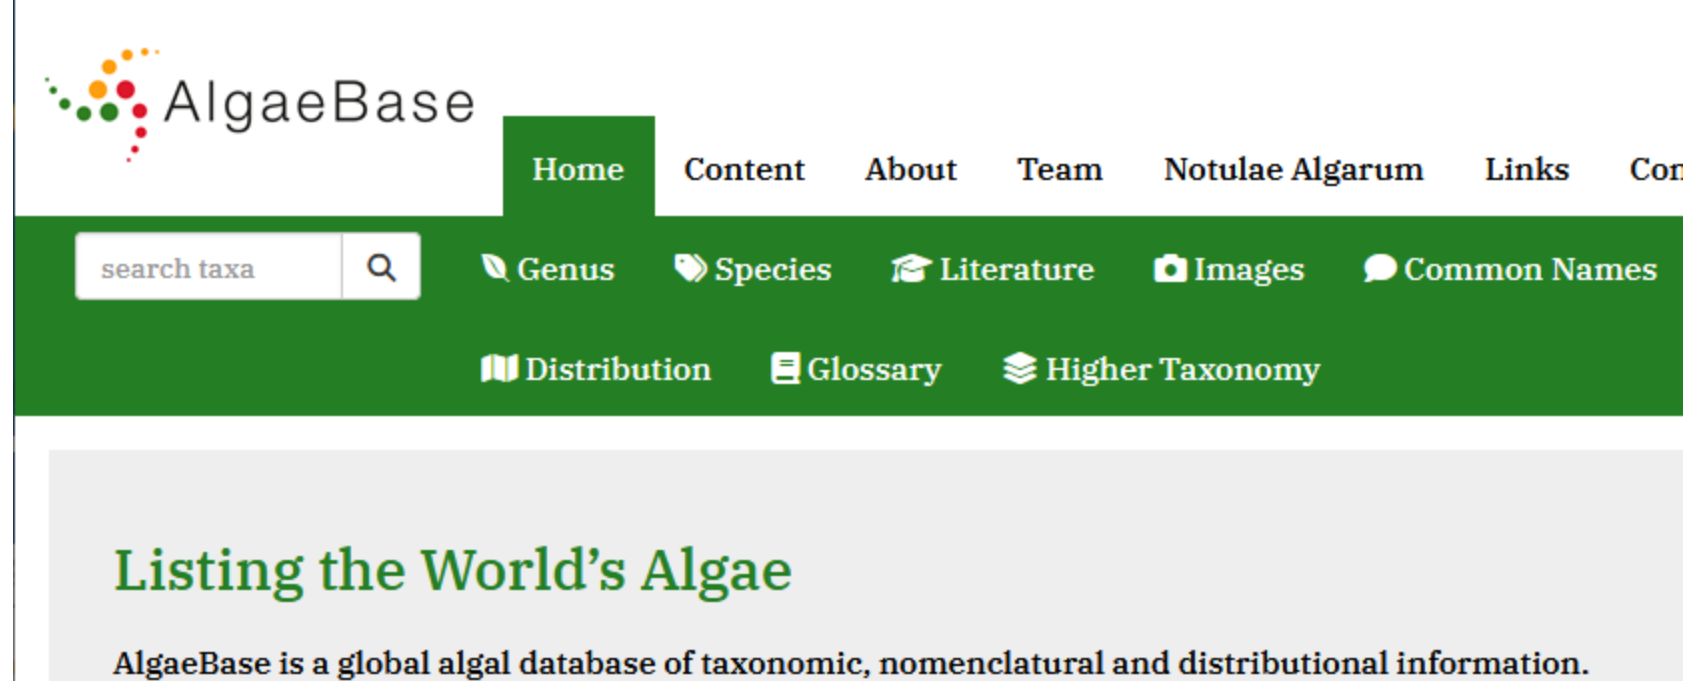 AlgaeBase
Home Content About Team Notulae Algarum Links
search taxa Genus Species Literature Images Common Names
Distribution Glossary Higher Taxonomy
Listing the World’s Algae
AlgaeBase is a global algal database of taxonomic, nomenclatural and distributional information.